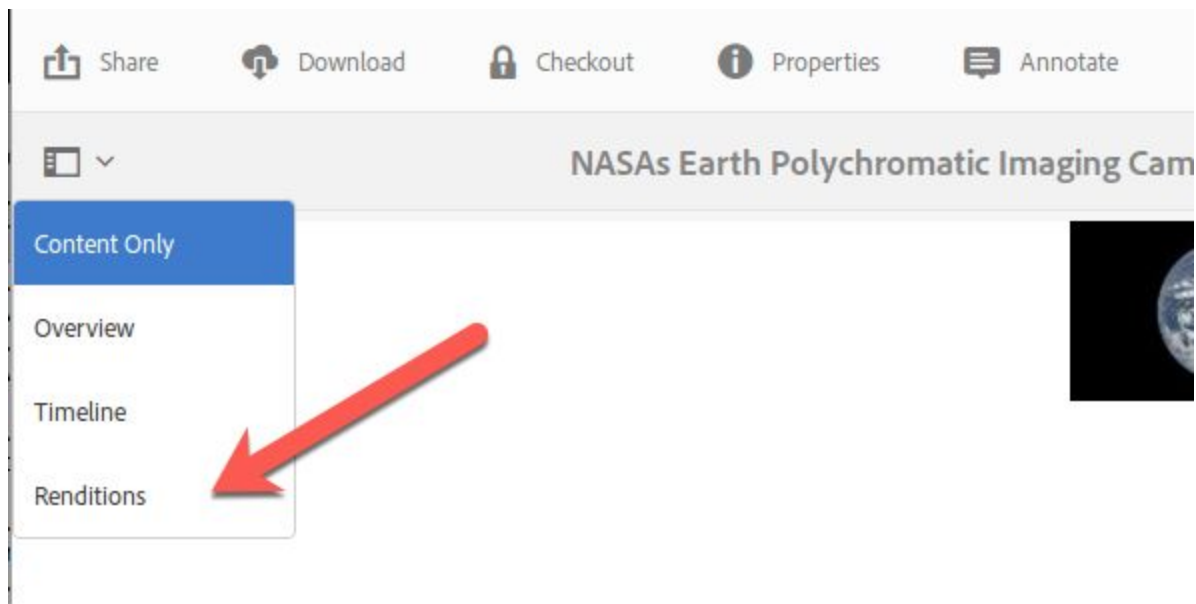 Share Download Checkout Properties Annotate
NASAs Earth Polychromatic Imaging Cam
Content Only
Overview
Timeline
Renditions